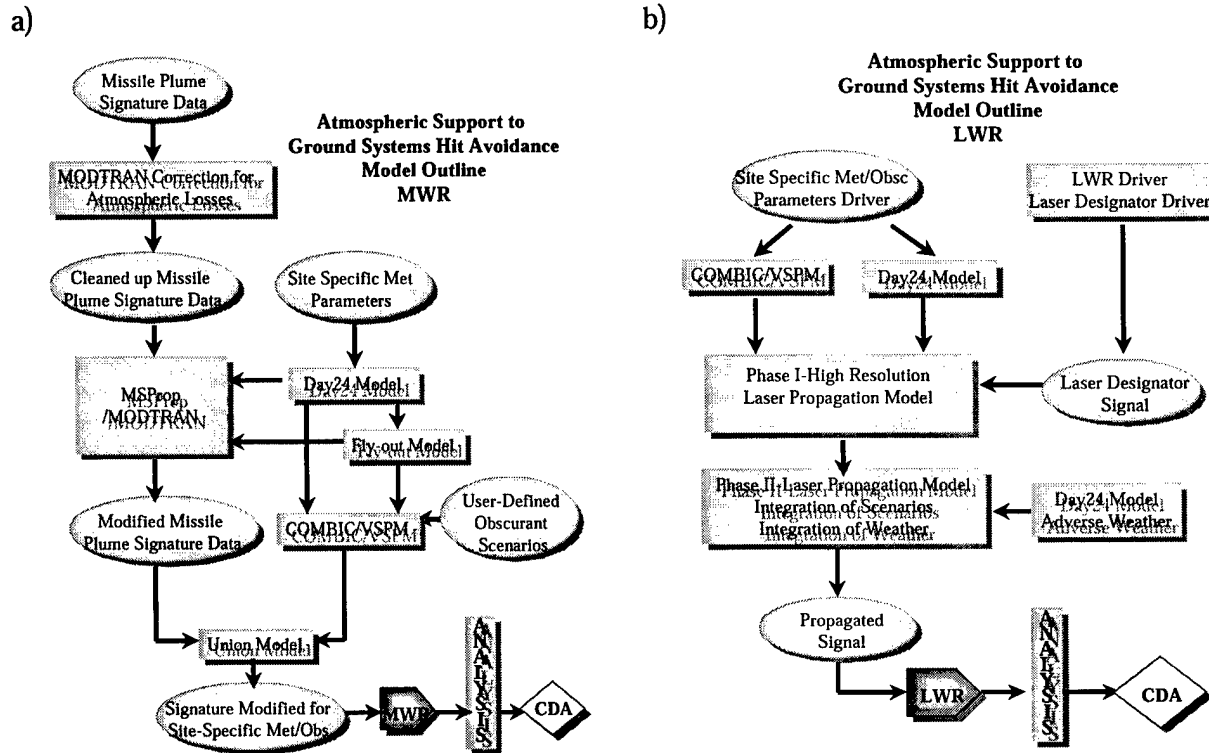 a)
Missile Plume
Signature Data
Atmospheric Support to
Ground Systems Hit Avoidance
Model Outline
MWR
MODTRAN Correction for
Atmospheric Losses
Cleaned up Missile
Plume Signature Data
Site Specific Met
Parameters
MSProp
/MODTRAN
Day24 Model
Fly-out Model
Modified Missile
Plume Signature Data
COMBIC/VSPM
User-Defined
Obscurant
Scenarios
Union Model
Signature Modified for
Site-Specific Met/Obs
MWR
ANALYSIS
CDA
b)
Atmospheric Support to
Ground Systems Hit Avoidance
Model Outline
LWR
Site Specific Met/Obsc
Parameters Driver
LWR Driver
Laser Designator Driver
COMBIC/VSPM
Day24 Model
Phase I-High Resolution
Laser Propagation Model
Laser Designator
Signal
Phase II-Laser Propagation Model
Integration of Scenarios
Integration of Weather
Day24 Model
Adverse Weather
Propagated
Signal
LWR
ANALYSIS
CDA